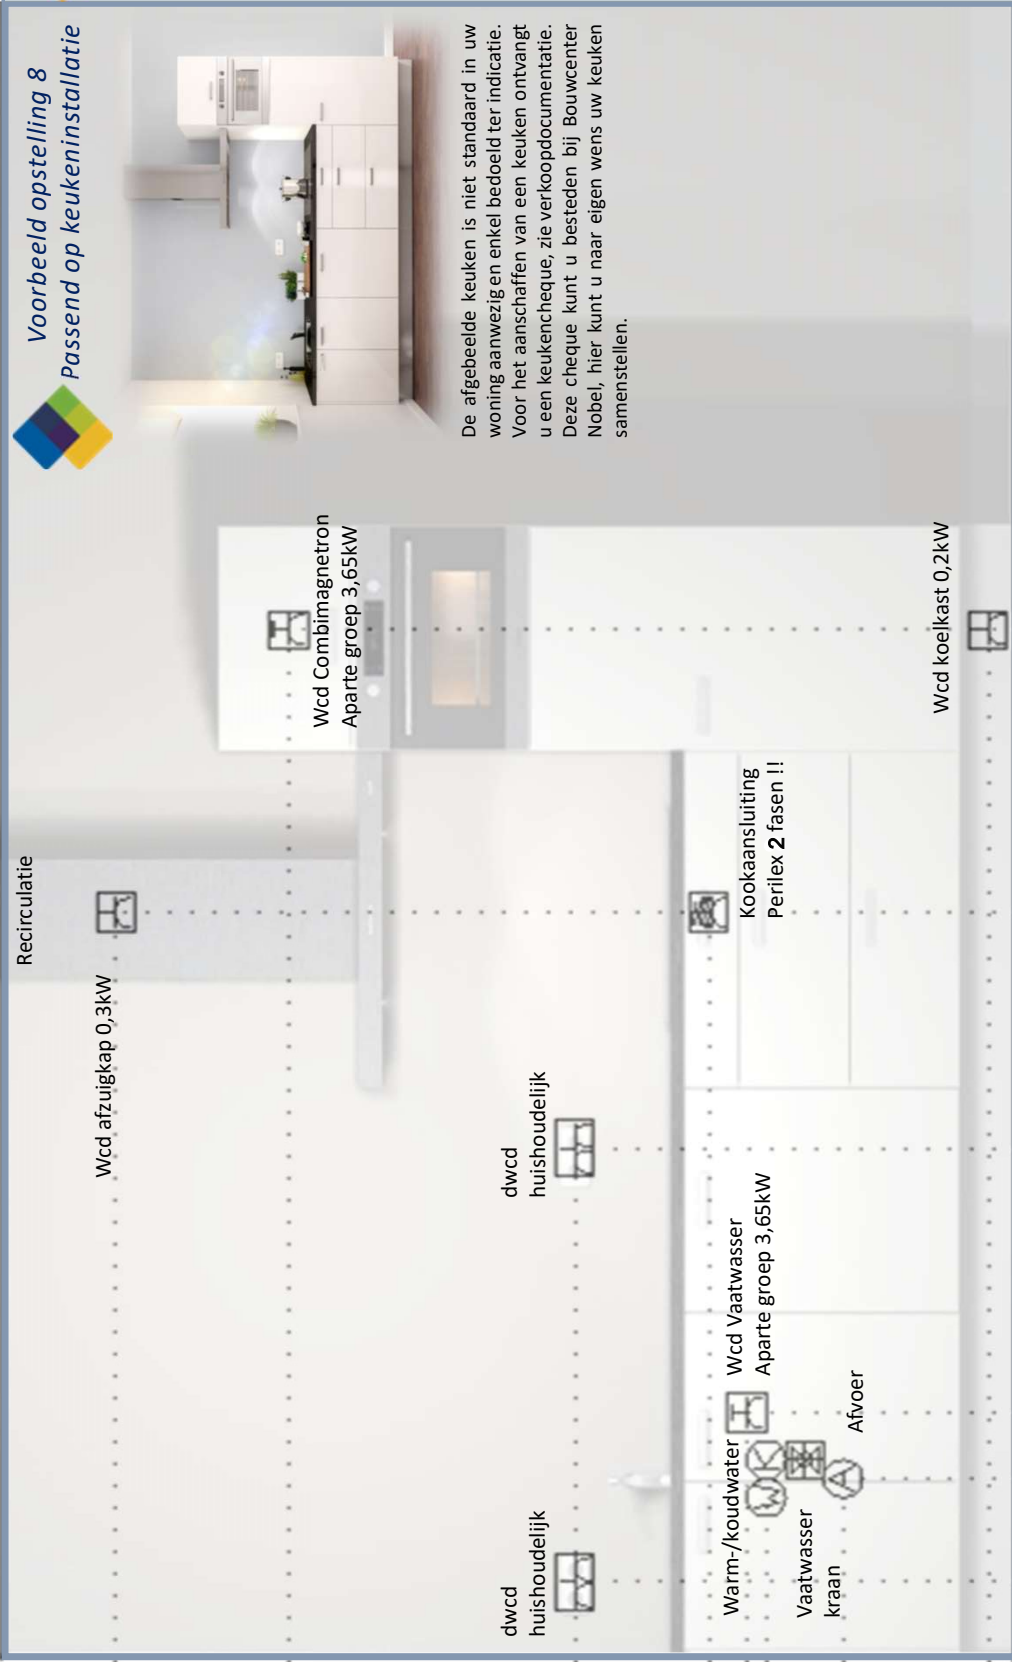 Voorbeeld opstelling 8
Passend op keukeninstallatie
De afgebeelde keuken is niet standaard in uw
woning aanwezig en enkel bedoeld ter indicatie.
Voor het aanschaffen van een keuken ontvangt
u een keukencheque, zie verkoopdocumentatie.
Deze cheque kunt u besteden bij Bouwcenter
Nobel, hier kunt u naar eigen wens uw keuken
samenstellen.
Recirculatie
Wcd afzuigkap 0,3kW
Wcd Combimagnetron
Aparte groep 3,65kW
dwcd
huishoudelijk
dwcd
huishoudelijk
Kookaansluiting
Perilex 2 fasen !!
Wcd Vaatwasser
Aparte groep 3,65kW
Warm-/koudwater
W K
Vaatwasser
kraan
A
Afvoer
Wcd koelkast 0,2kW